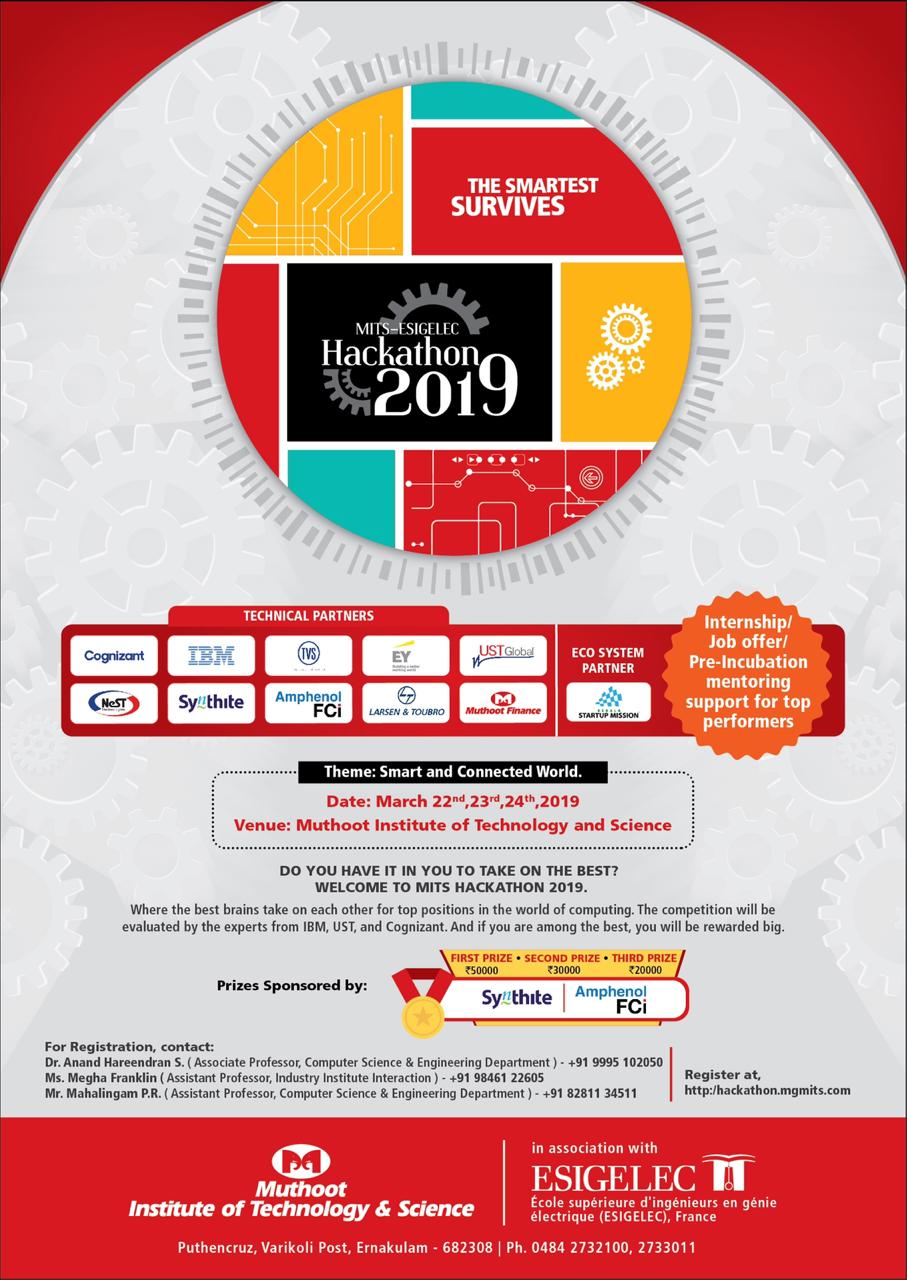 THE SMARTEST
SURVIVES
MITS-ESIGELEC
Hackathon
2019
TECHNICAL PARTNERS
Cognizant
IBM
TVS
EY
Building a better
working world
UST Global
NeST
Synthite
Amphenol
FCi
LARSEN & TOUBRO
Muthoot Finance
ECO SYSTEM
PARTNER
KERALA
STARTUP MISSION
Internship/
Job offer/
Pre-Incubation
mentoring
support for top
performers
Theme: Smart and Connected World.
Date: March 22nd,23rd,24th,2019
Venue: Muthoot Institute of Technology and Science
DO YOU HAVE IT IN YOU TO TAKE ON THE BEST?
WELCOME TO MITS HACKATHON 2019.
Where the best brains take on each other for top positions in the world of computing. The competition will be
evaluated by the experts from IBM, UST, and Cognizant. And if you are among the best, you will be rewarded big.
FIRST PRIZE • SECOND PRIZE • THIRD PRIZE
₹50000 ₹30000 ₹20000
Prizes Sponsored by:
Synthite
Amphenol
FCi
For Registration, contact:
Dr. Anand Hareendran S. ( Associate Professor, Computer Science & Engineering Department ) - +91 9995 102050
Ms. Megha Franklin ( Assistant Professor, Industry Institute Interaction ) - +91 98461 22605
Mr. Mahalingam P.R. ( Assistant Professor, Computer Science & Engineering Department ) - +91 82811 34511
Register at,
http:/hackathon.mgmits.com
Muthoot
Institute of Technology & Science
in association with
ESIGELEC
École supérieure d'ingénieurs en génie
électrique (ESIGELEC), France
Puthencruz, Varikoli Post, Ernakulam - 682308 | Ph. 0484 2732100, 2733011